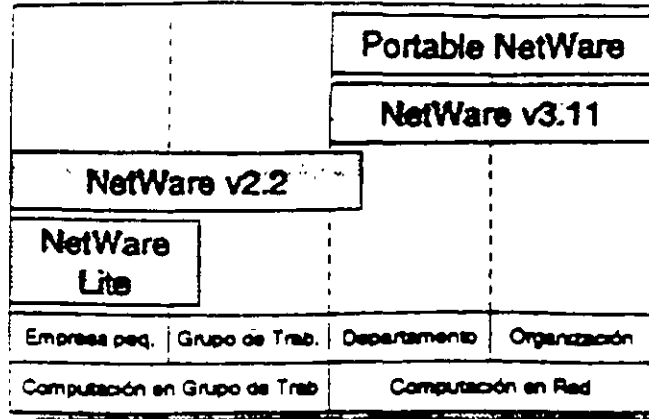 Portable NetWare
NetWare v3.11
NetWare v2.2
NetWare
Lite
Empresa peq. Grupo de Trab. Departamento Organización
Computación en Grupo de Trab Computación en Red